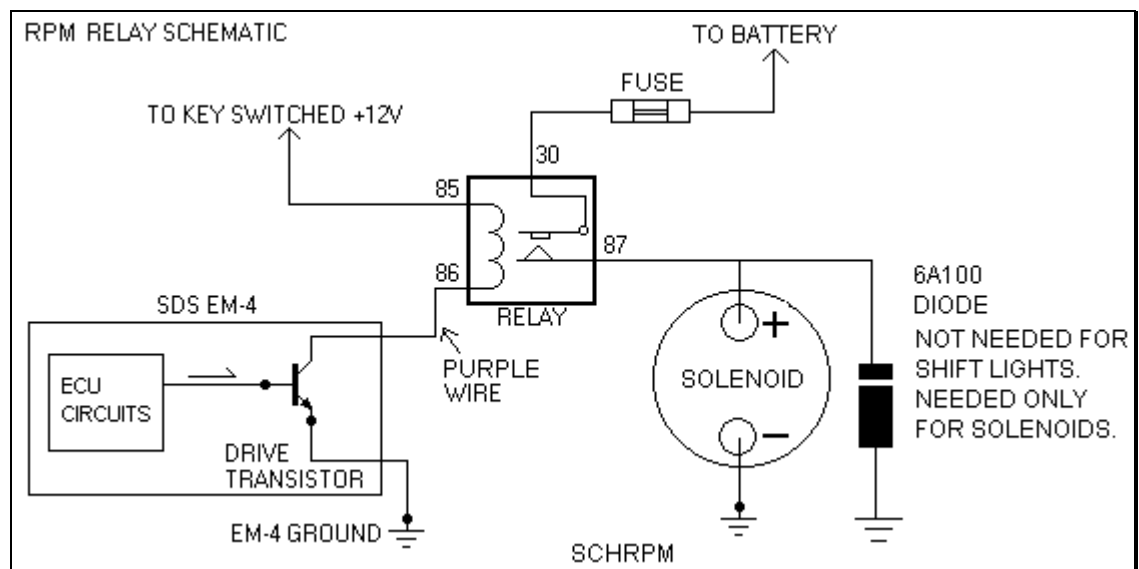 RPM RELAY SCHEMATIC
TO BATTERY
FUSE
TO KEY SWITCHED +12V
30
85
87
86
RELAY
SDS EM-4
ECU
CIRCUITS
DRIVE
TRANSISTOR
PURPLE
WIRE
+
SOLENOID
−
6A100
DIODE
NOT NEEDED FOR
SHIFT LIGHTS.
NEEDED ONLY
FOR SOLENOIDS.
EM-4 GROUND
SCHRPM